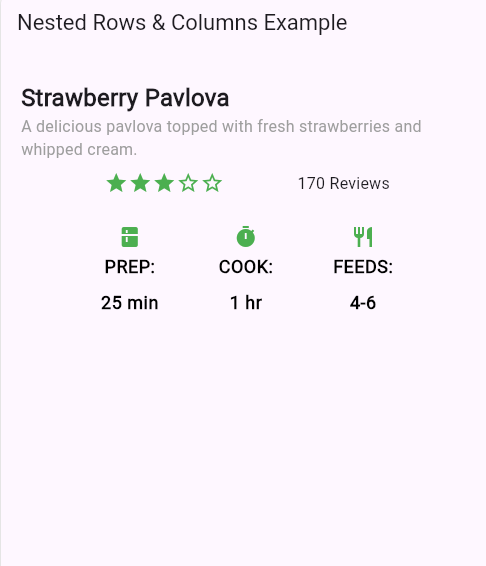 Nested Rows & Columns Example
Strawberry Pavlova
A delicious pavlova topped with fresh strawberries and
whipped cream.
170 Reviews
PREP: COOK: FEEDS:
25 min 1 hr 4-6